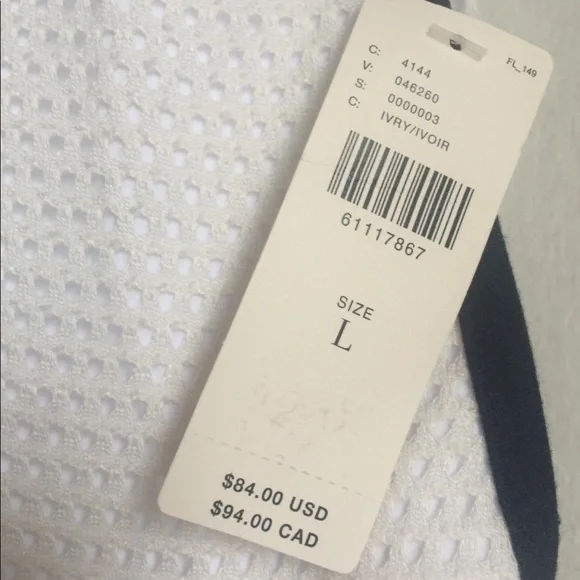 FL_149
C: 4144
V: 046260
S: 0000003
C: IVRY/IVOIR
61117867
SIZE
L
$84.00 USD
$94.00 CAD